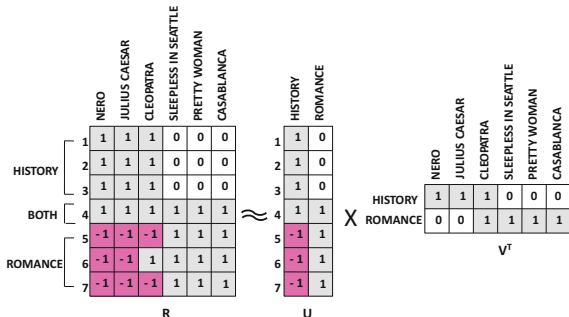 NERO JULIUS CAESAR CLEOPATRA SLEEPLESS IN SEATTLE PRETTY WOMAN CASABLANCA
HISTORY ROMANCE
NERO JULIUS CAESAR CLEOPATRA SLEEPLESS IN SEATTLE PRETTY WOMAN CASABLANCA
HISTORY
BOTH
ROMANCE
1 1 1 1 0 0 0
2 1 1 1 0 0 0
3 1 1 1 0 0 0
4 1 1 1 1 1 1
5 -1 -1 -1 1 1 1
6 -1 -1 1 1 1 1
7 -1 -1 -1 1 1 1
R
≈
1 1 0
2 1 0
3 1 0
4 1 1
5 -1 1
6 -1 1
7 -1 1
U
X
HISTORY 1 1 1 0 0 0
ROMANCE 0 0 1 1 1 1
V^T